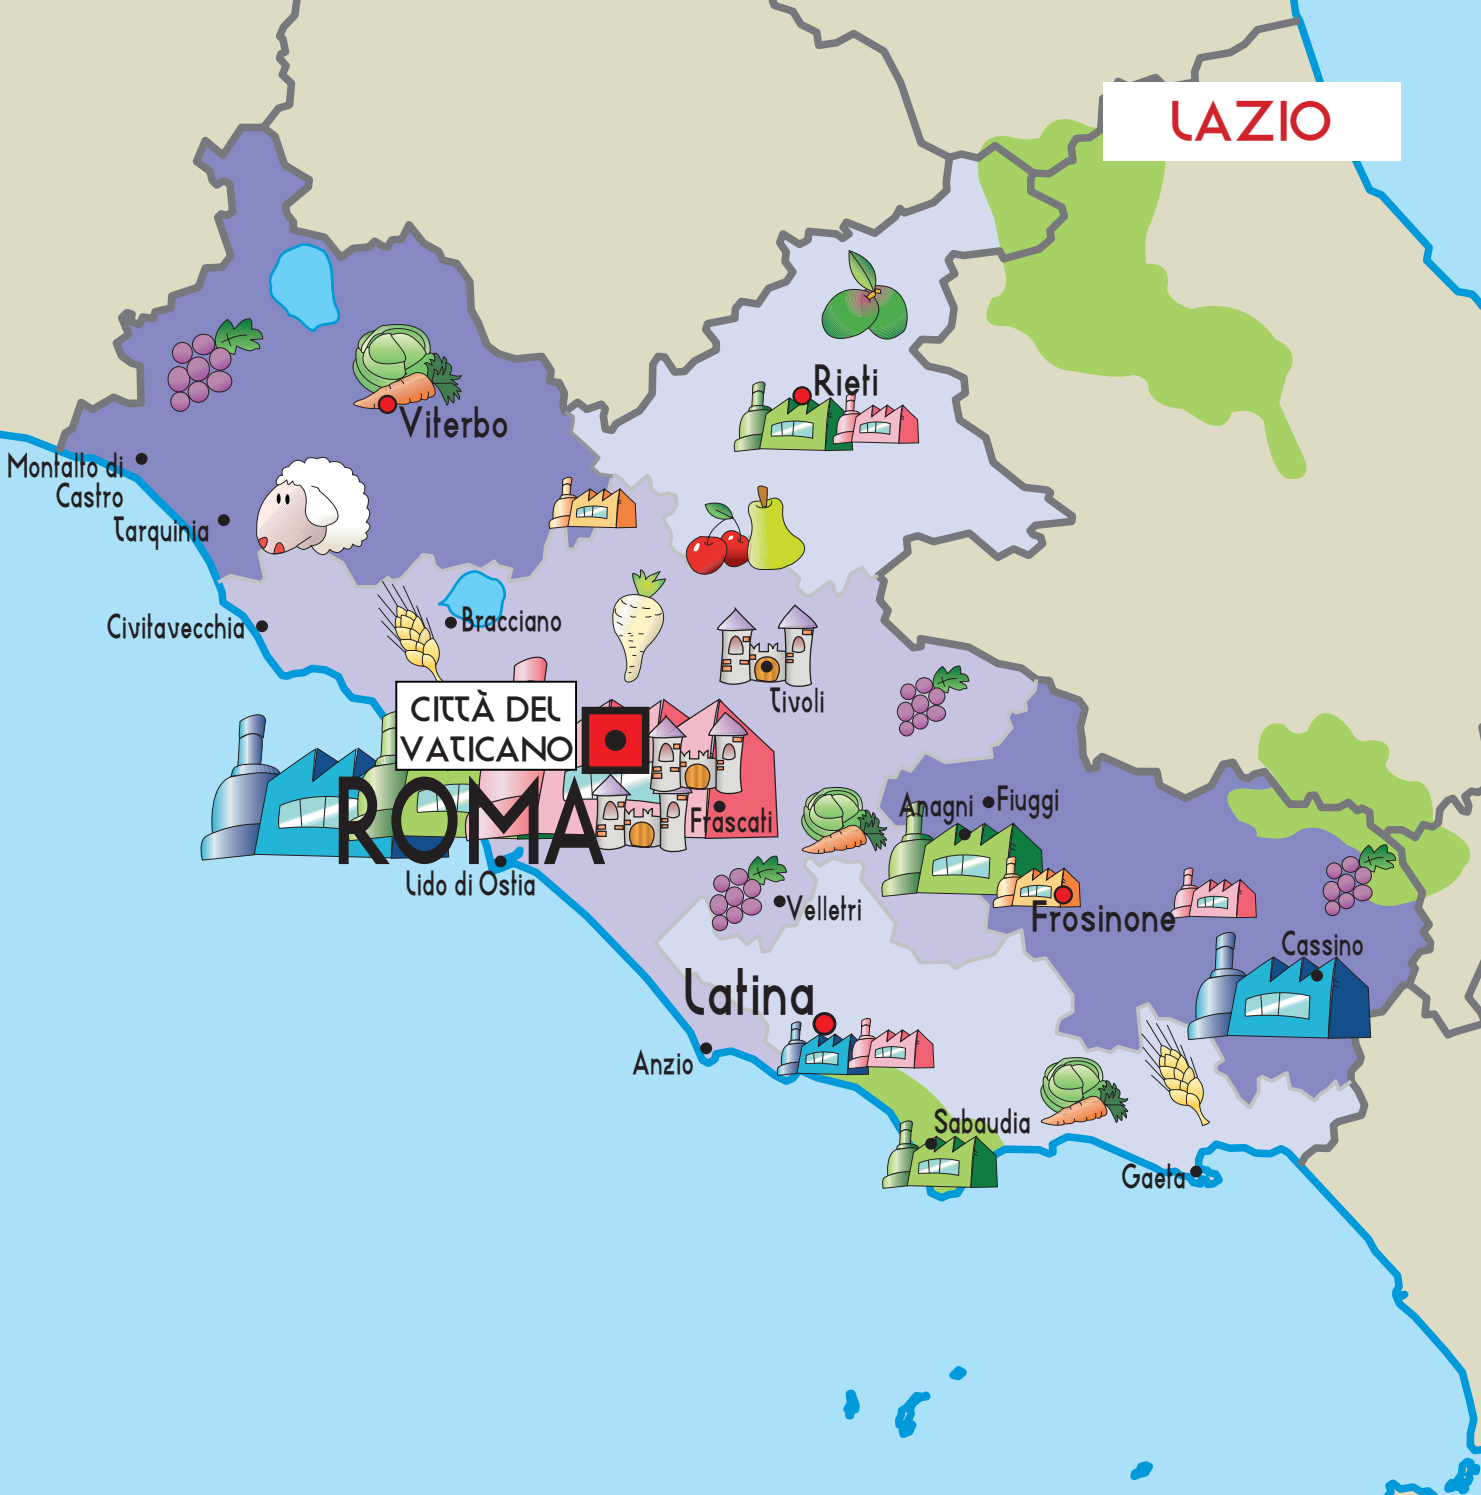 LAZIO
Rieti
Viterbo
Montalto di
Castro
Tarquinia
Civitavecchia
Bracciano
Tivoli
CITTÀ DEL
VATICANO
ROMA
Frascati
Lido di Ostia
Anagni
Fiuggi
Velletri
Frosinone
Cassino
Latina
Anzio
Sabaudia
Gaeta